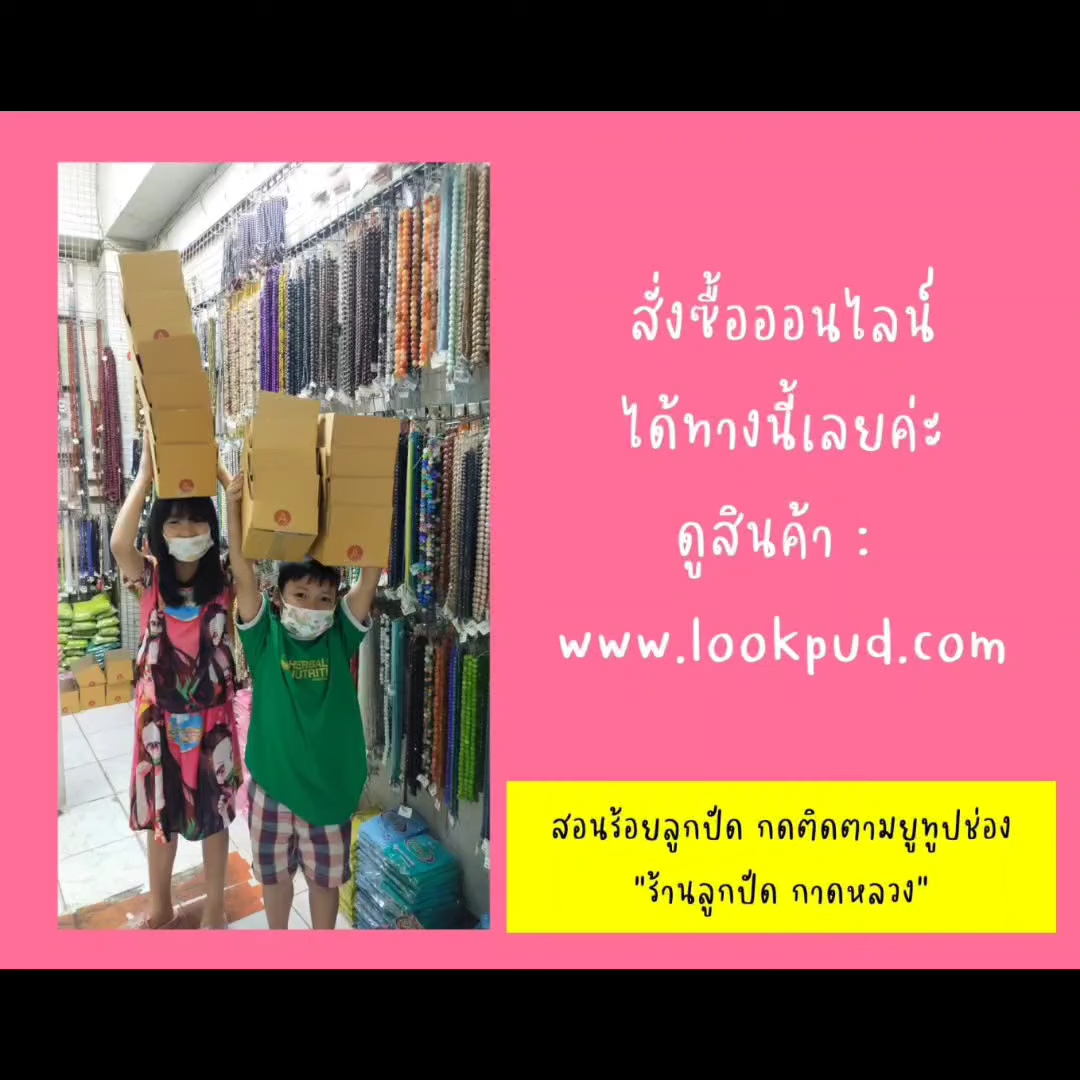 สั่งซื้อออนไลน์
ได้ทางนี้เลยค่ะ
ดูสินค้า :
www.lookpud.com
สอนร้อยลูกปัด กดติดตามยูทูปช่อง
"ร้านลูกปัด กาดหลวง"
HERBAL
NUTRITI